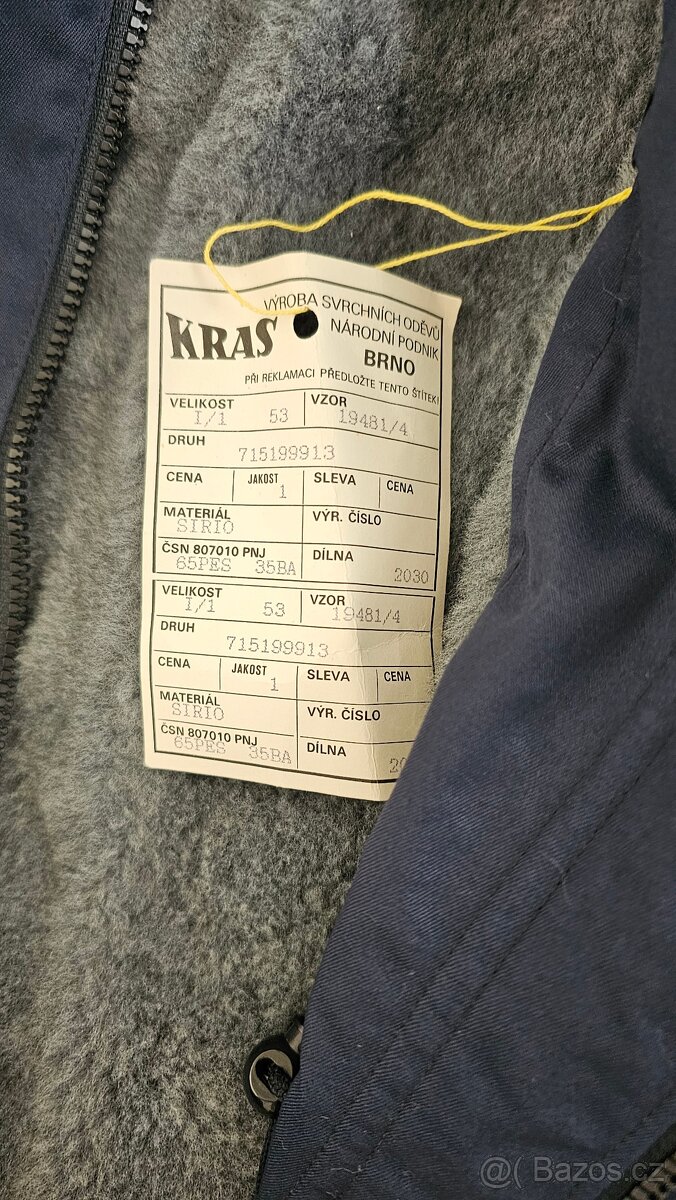 KRAS
VÝROBA SVRCHNÍCH ODĚVŮ
NÁRODNÍ PODNIK
BRNO
PŘI REKLAMACI PŘEDLOŽTE TENTO ŠTÍTEK!
VELIKOST VZOR
I/1 53 19481/4
DRUH
715199913
CENA JAKOST SLEVA CENA
1
MATERIÁL VÝR. ČÍSLO
SIRIO
ČSN 807010 PNJ DÍLNA
65PES 35BA 2030
VELIKOST VZOR
I/1 53 19481/4
DRUH
715199913
CENA JAKOST SLEVA CENA
1
MATERIÁL VÝR. ČÍSLO
SIRIO
ČSN 807010 PNJ DÍLNA
65PES 35BA
@( Bazos.cz